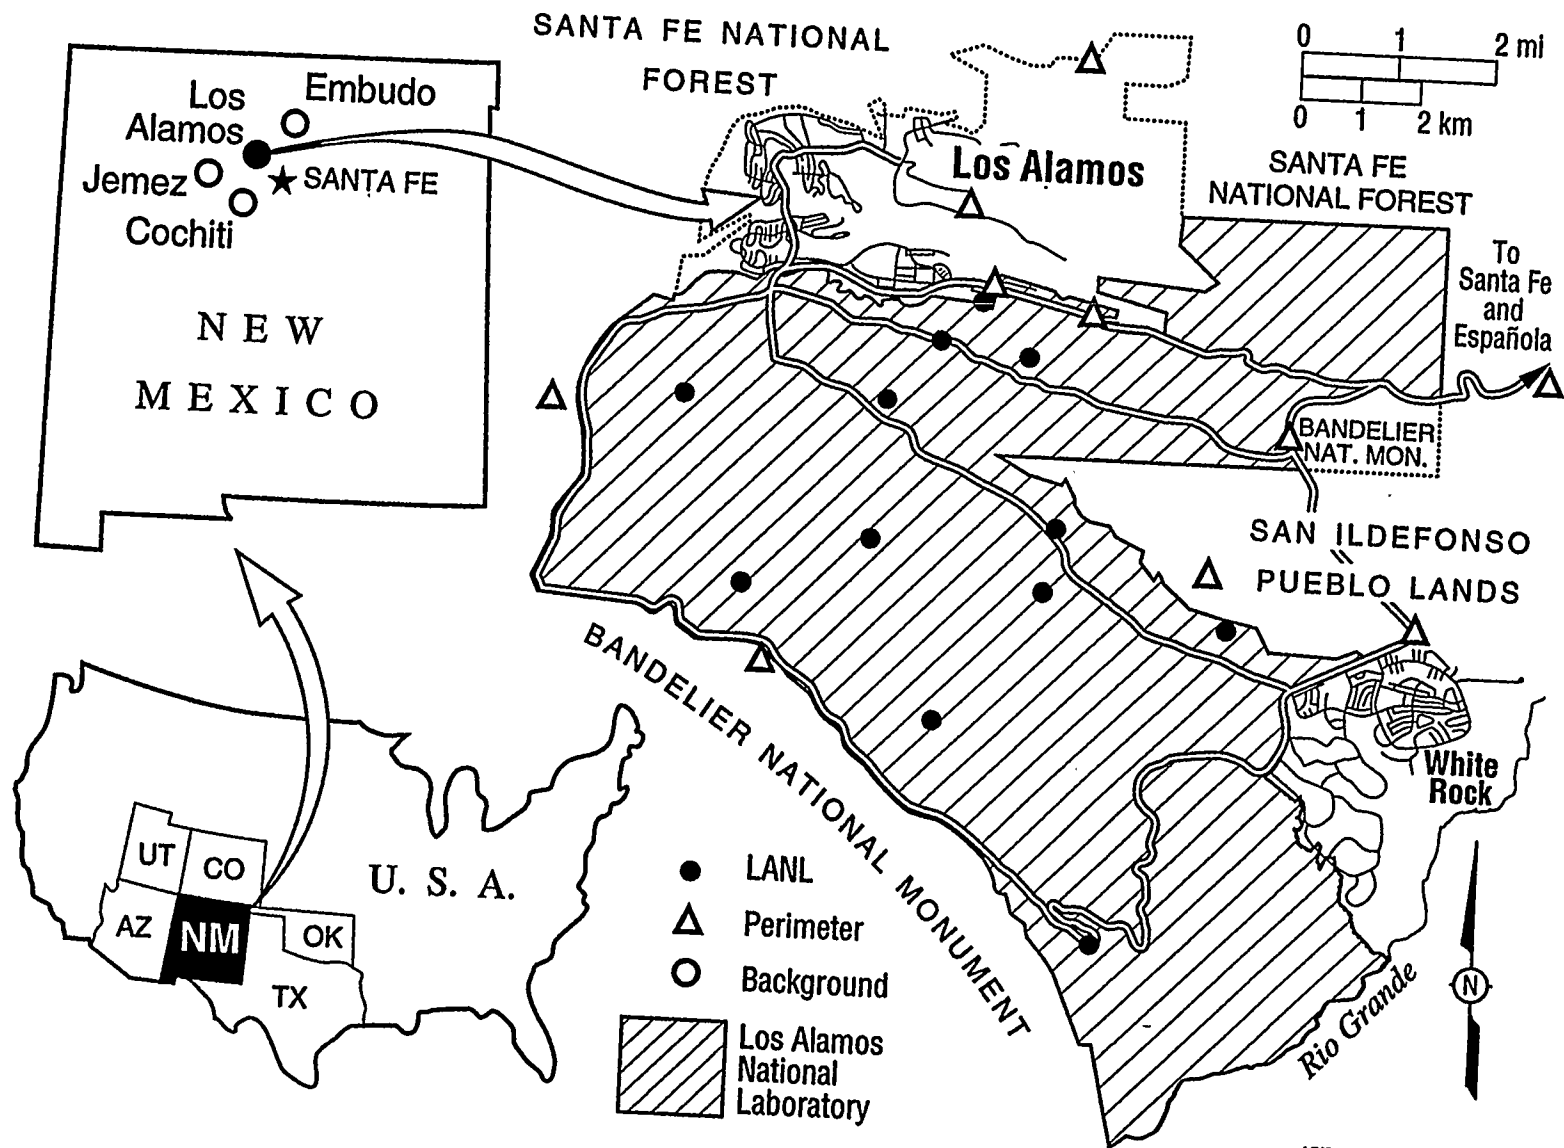 SANTA FE NATIONAL
FOREST
0 1 2 mi
0 1 2 km
SANTA FE
NATIONAL FOREST
Los
Alamos
Embudo
Jemez
SANTA FE
Cochiti
NEW
MEXICO
Los Alamos
To
Santa Fe
and
Española
BANDELIER
NAT. MON.
SAN ILDEFONSO
PUEBLO LANDS
BANDELIER NATIONAL MONUMENT
White
Rock
Rio Grande
N
U. S. A.
UT
CO
AZ
NM
OK
TX
LANL
Perimeter
Background
Los Alamos
National
Laboratory